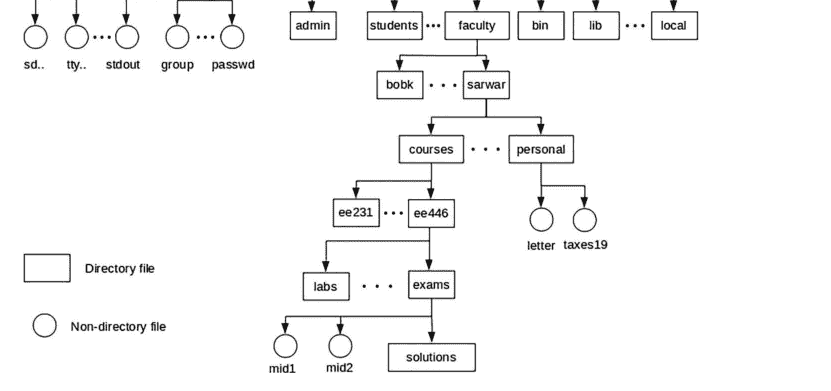 admin students ••• faculty bin lib ••• local
sd.. tty.. ••• stdout group ••• passwd
bobk ••• sarwar
courses ••• personal
ee231 ••• ee446
letter taxes19
Directory file
labs ••• exams
Non-directory file
solutions
mid1 mid2